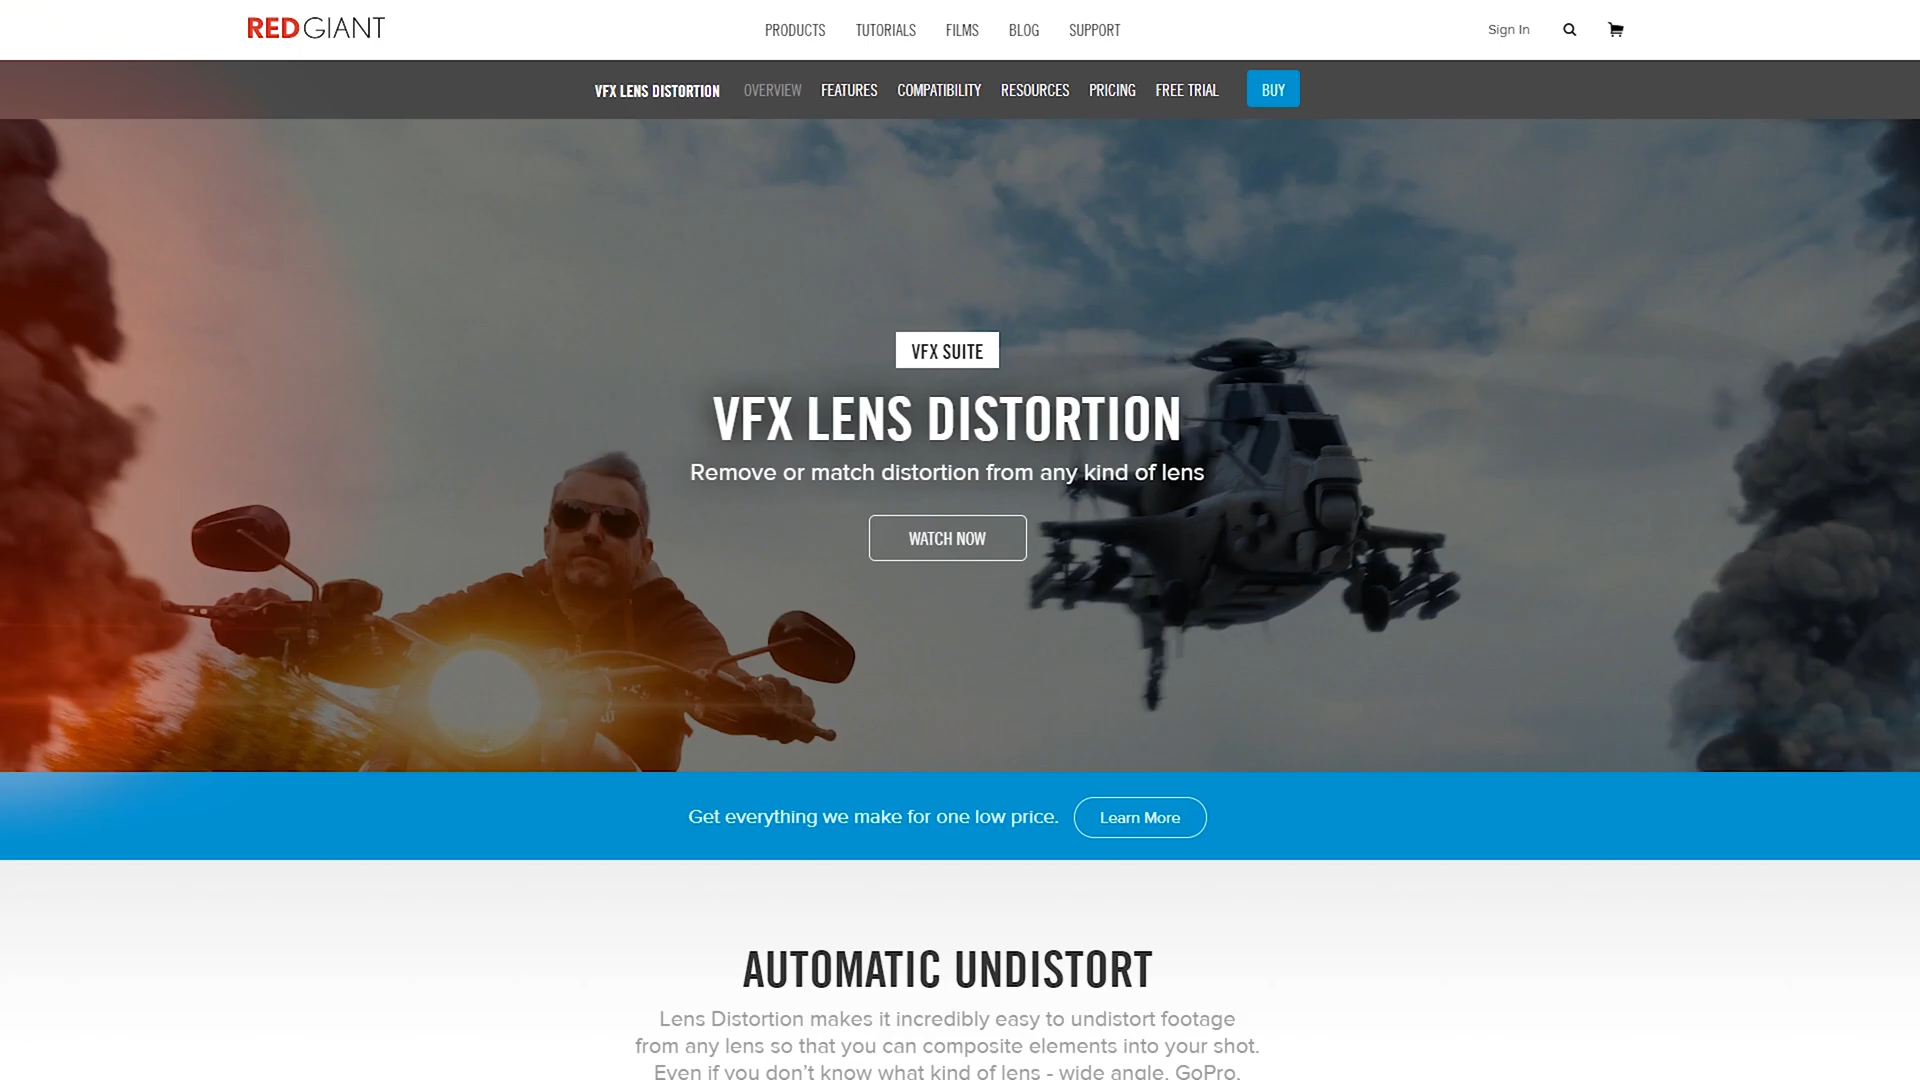 RED GIANT
PRODUCTS TUTORIALS FILMS BLOG SUPPORT
Sign In
VFX LENS DISTORTION OVERVIEW FEATURES COMPATIBILITY RESOURCES PRICING FREE TRIAL BUY
VFX SUITE
VFX LENS DISTORTION
Remove or match distortion from any kind of lens
WATCH NOW
Get everything we make for one low price. Learn More
AUTOMATIC UNDISTORT
Lens Distortion makes it incredibly easy to undistort footage
from any lens so that you can composite elements into your shot.
Even if you don't know what kind of lens - wide angle, GoPro,